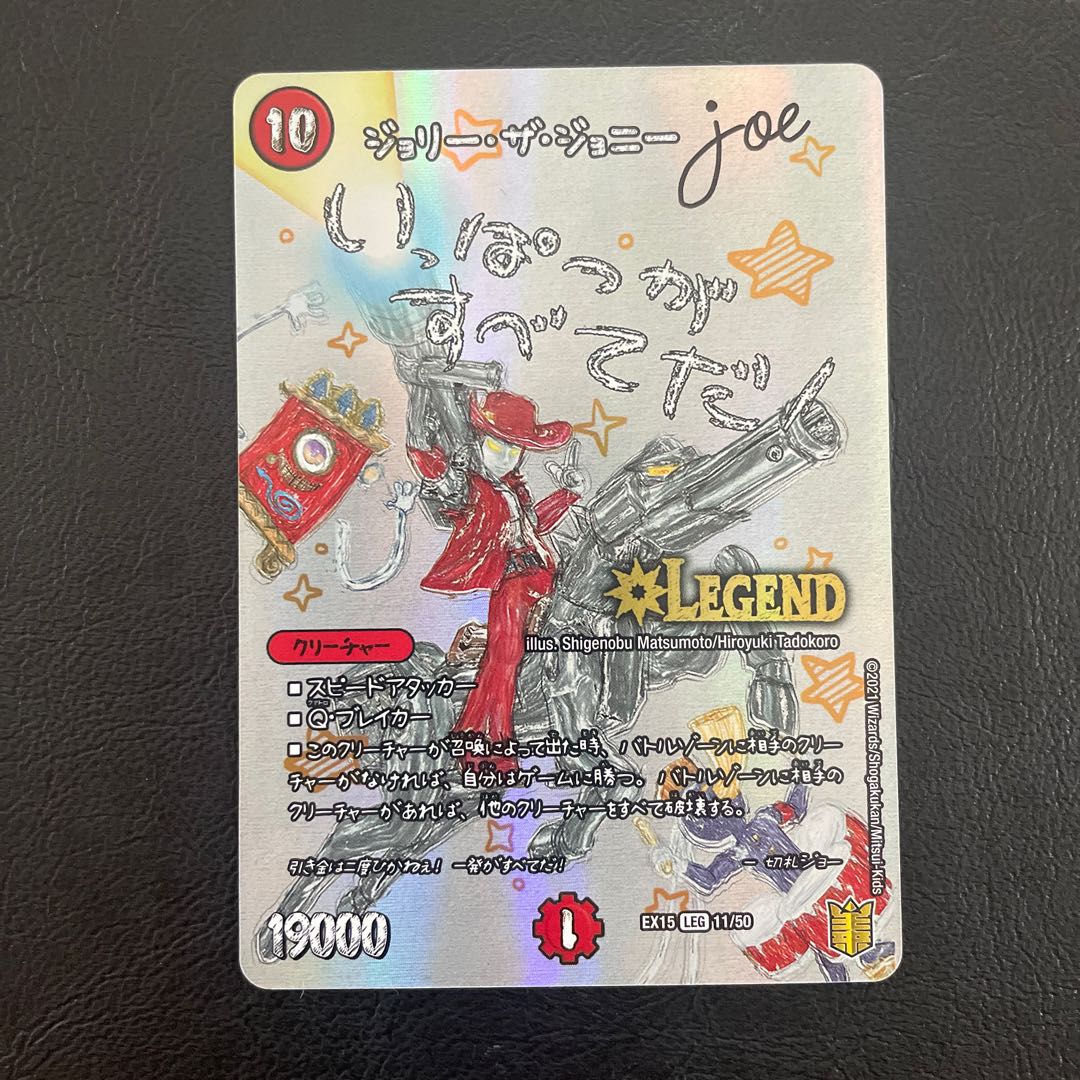 10
ジョリー・ザ・ジョニー joe
いっぱつが
すべてだ!
LEGEND
illus. Shigenobu Matsumoto/Hiroyuki Tadokoro
クリーチャー
■ スピードアタッカー
■ Q・ブレイカー
■ このクリーチャーが召喚によって出た時、バトルゾーンに相手のクリー
チャーがなければ、自分はゲームに勝つ。バトルゾーンに相手の
クリーチャーがあれば、他のクリーチャーをすべて破壊する。
引き金は二度ひかねぇ! 一発がすべてだ!!
— 切札ジョー
19000
1
EX15 LEG 11/50
©2021 Wizards/Shogakukan/Mitsui-Kids